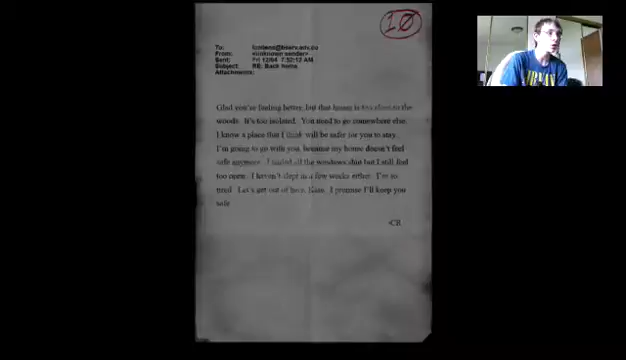 10
To:
From: <unknown sender>
Sent: Fri 12/04 7:52:13 AM
Subject: RE: Back home
Attachments:
Glad you're feeling better, but that house is too close to the
woods. It's too isolated. You need to go somewhere else.
I know a place that I think will be safe for you to stay.
I'm going to go with you, because my home doesn't feel
safe anymore. I nailed all the windows shut but I still feel
too open. I haven't slept in a few weeks either. I'm so
tired. Let's get out of here, Kate. I promise I'll keep you
safe
-CR